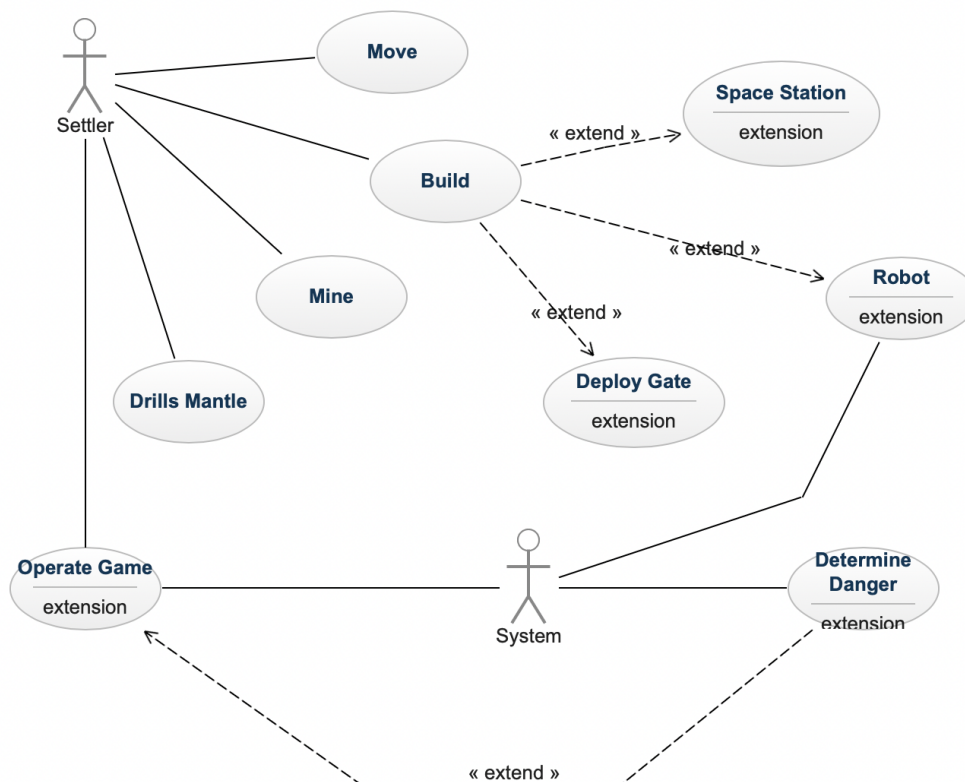 Move
Settler
Space Station
« extend »
extension
Build
« extend »
Robot
Mine
« extend »
extension
Deploy Gate
Drills Mantle
extension
Operate Game
Determine
Danger
extension
extension
System
« extend »